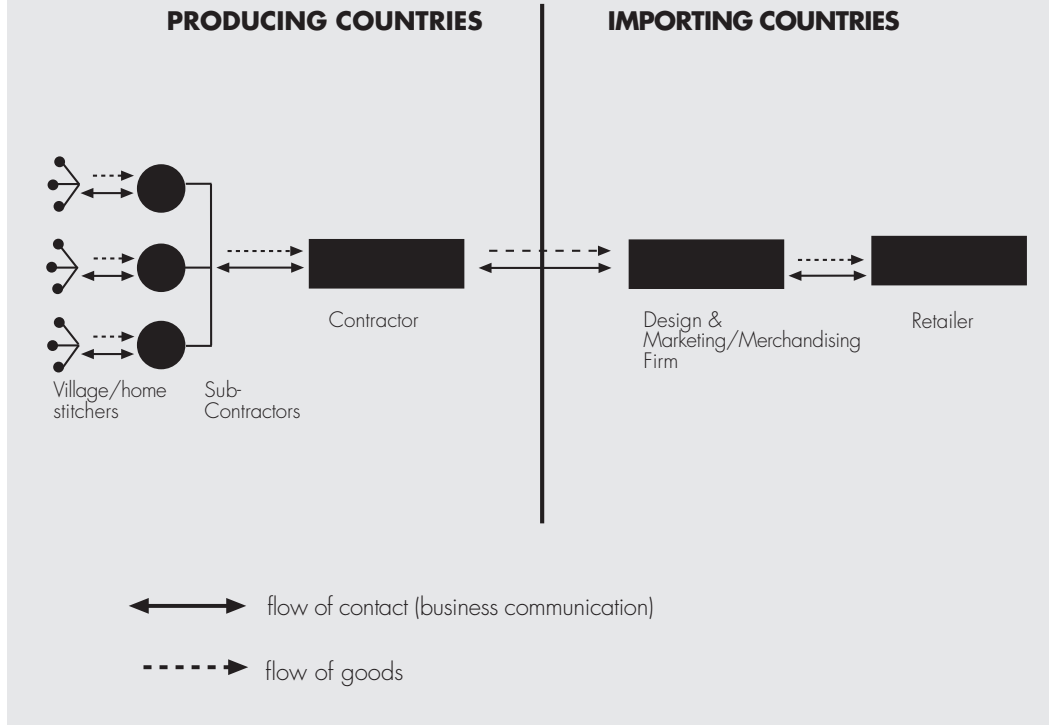 PRODUCING COUNTRIES
IMPORTING COUNTRIES
Contractor
Design &
Marketing/Merchandising
Firm
Retailer
Village/home
stitchers
Sub-
Contractors
flow of contact (business communication)
flow of goods